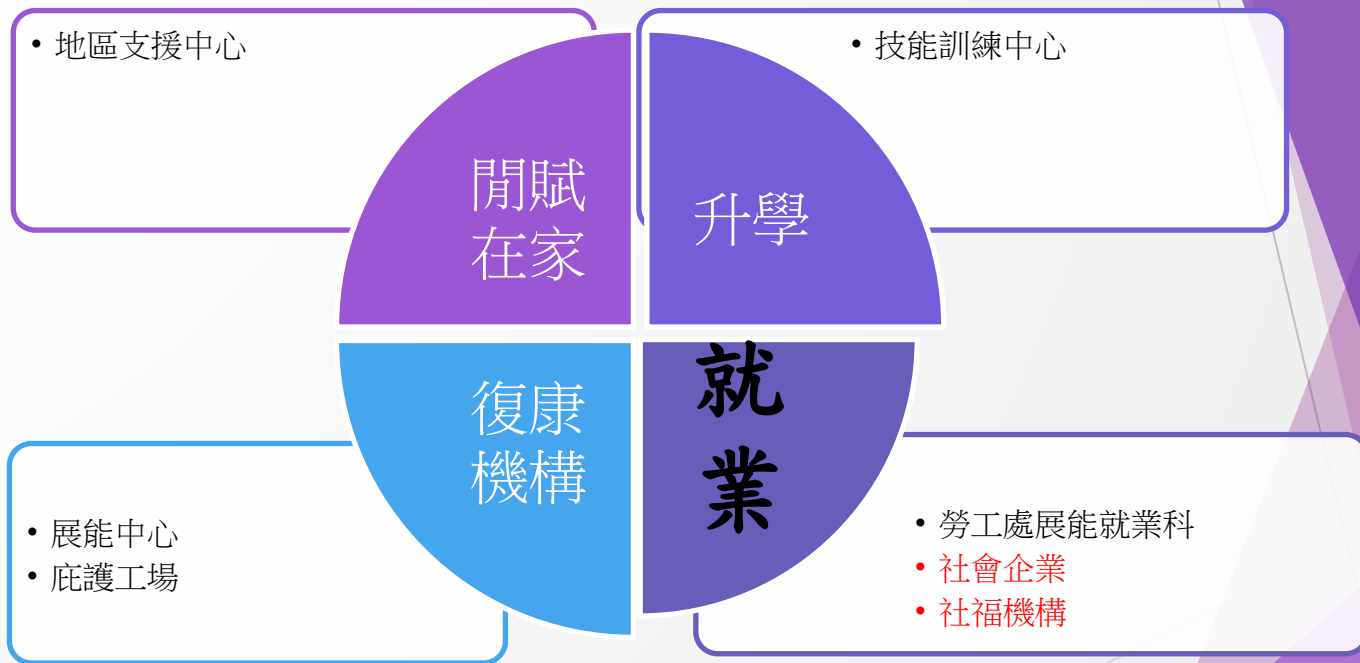 • 地區支援中心
• 技能訓練中心
閒賦
在家
升學
復康
機構
就
業
• 展能中心
• 庇護工場
• 勞工處展能就業科
• 社會企業
• 社福機構